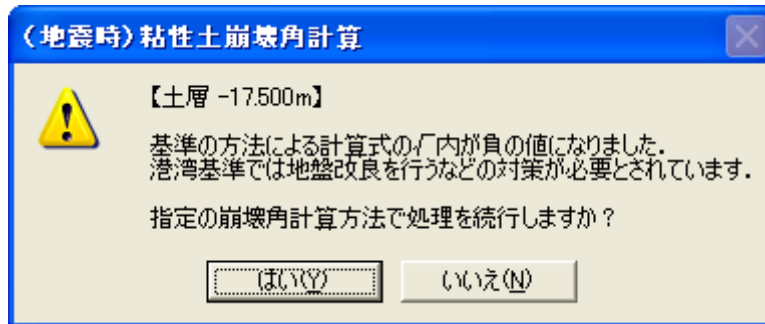 (地震時)粘性土崩壊角計算
【土層 -17.500m】
基準の方法による計算式の√内が負の値になりました.
港湾基準では地盤改良を行うなどの対策が必要とされています.
指定の崩壊角計算方法で処理を続行しますか?
はい(Y)
いいえ(N)